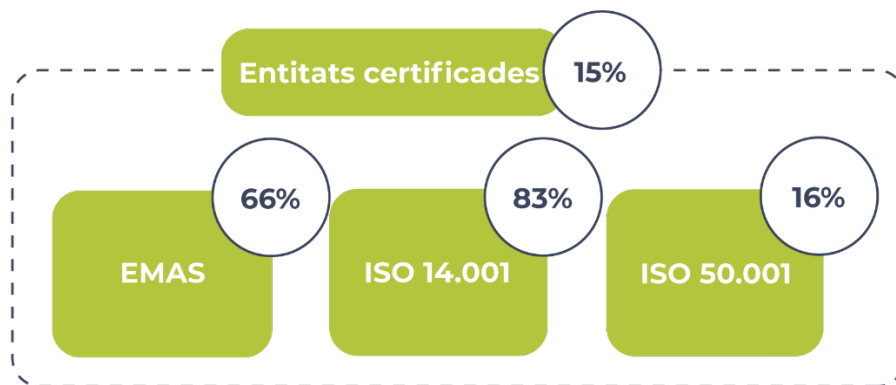 Entitats certificades 15%
66%
83%
16%
EMAS
ISO 14.001
ISO 50.001